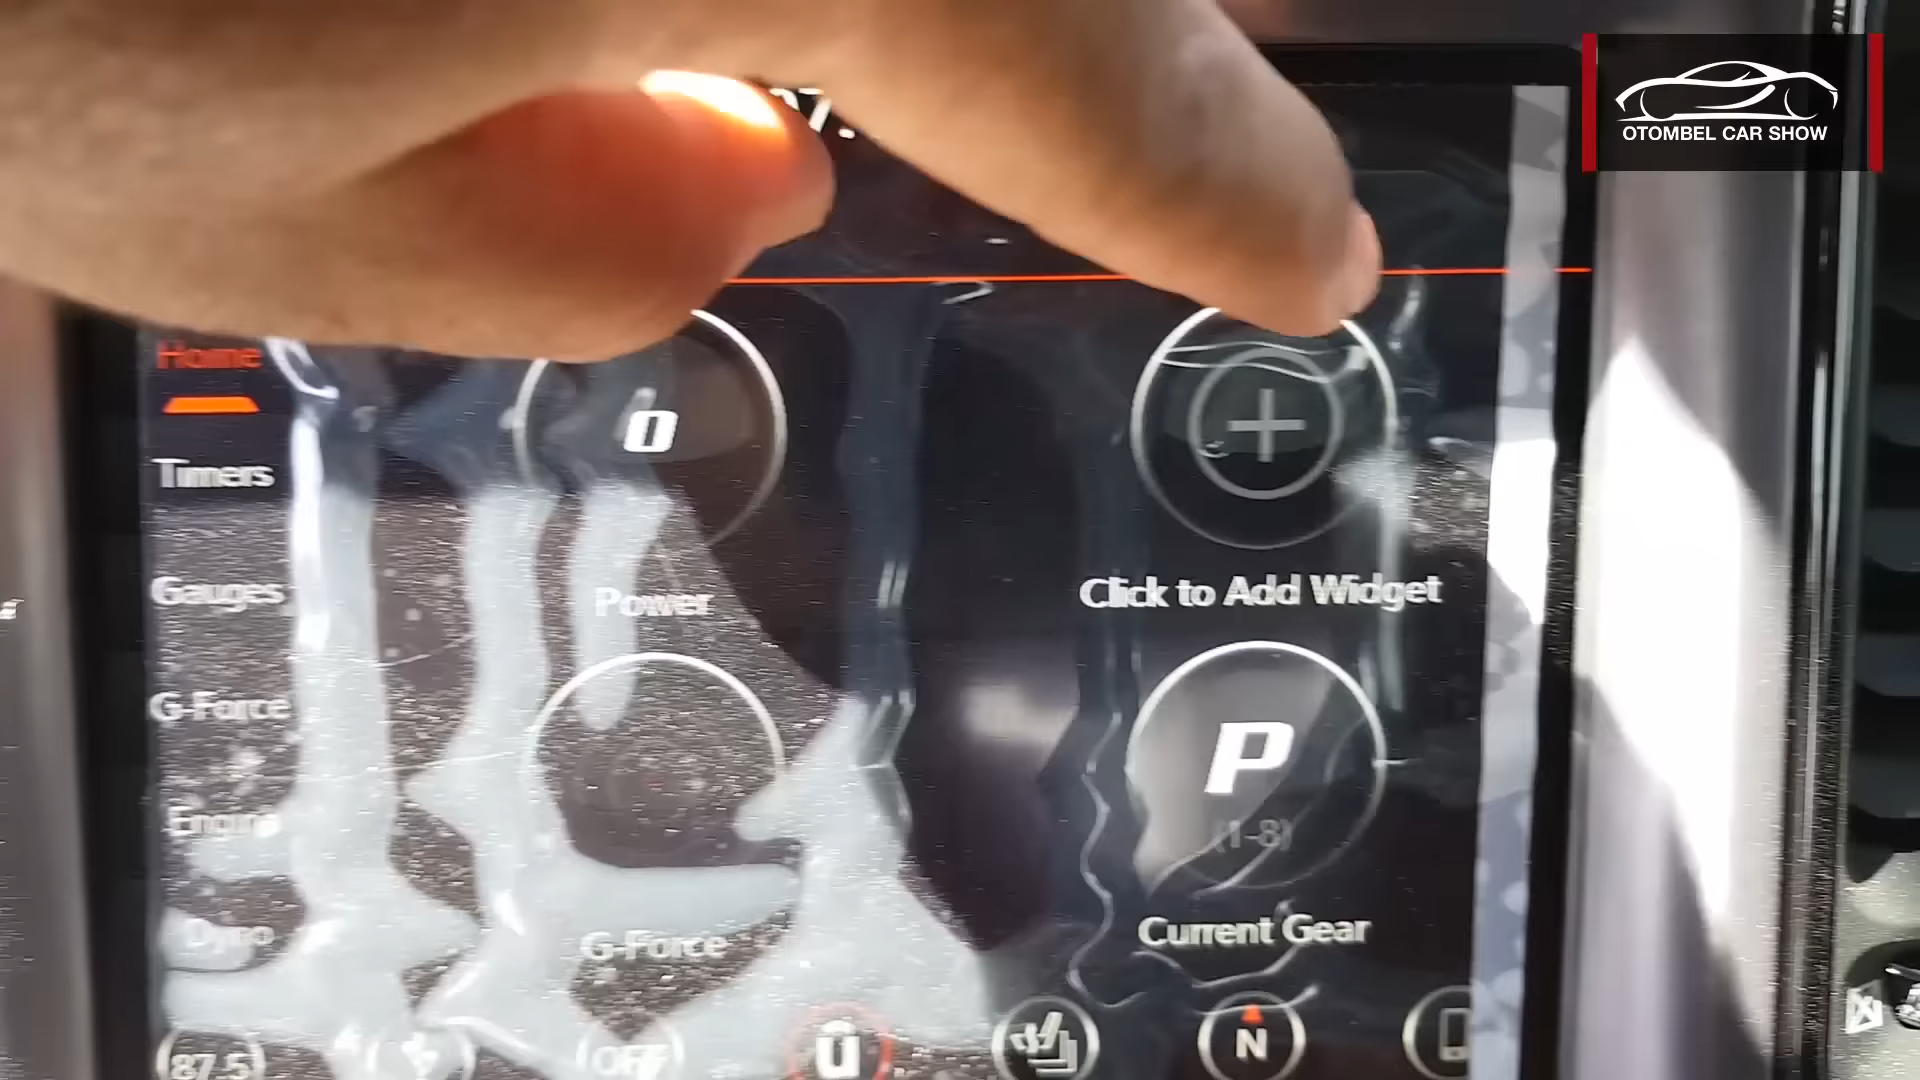 OTOMBEL CAR SHOW
Home
Timers
Gauges
G-Force
Engine
Dyno
0
Power
Click to Add Widget
G-Force
P
(1-8)
Current Gear
87.5
OFF
N